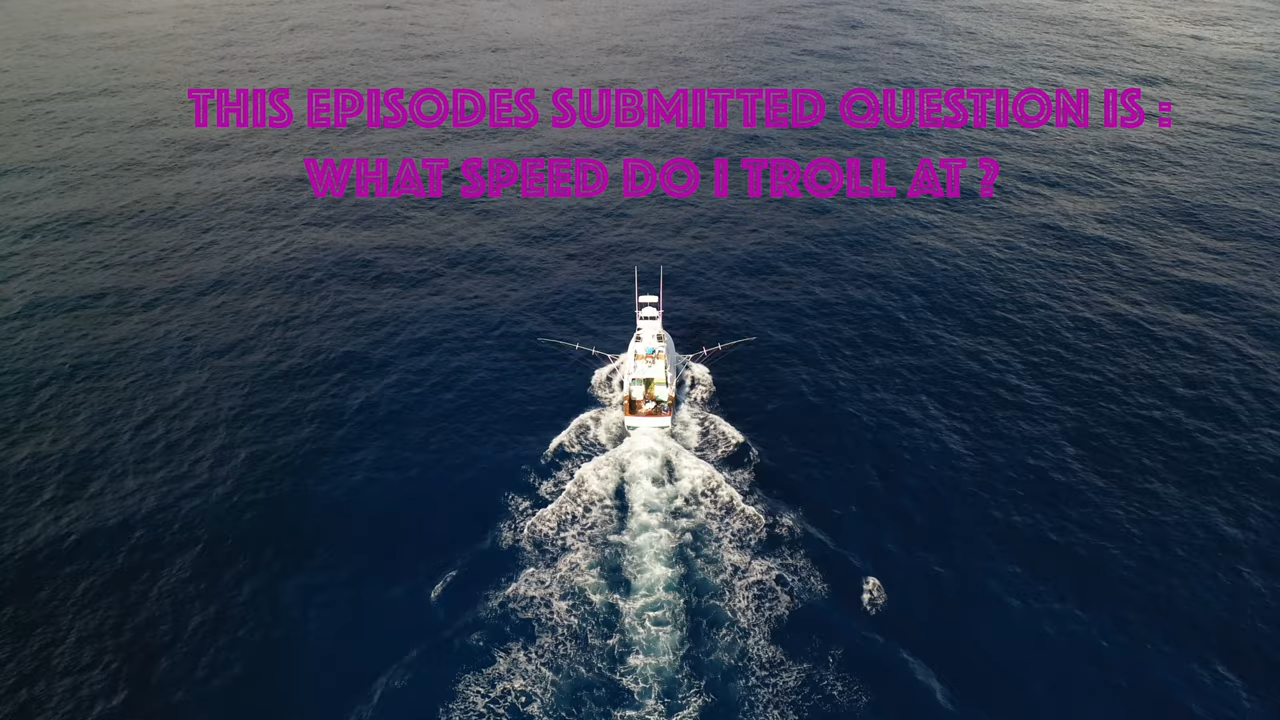 THIS EPISODES SUBMITTED QUESTION IS :
WHAT SPEED DO I TROLL AT ?